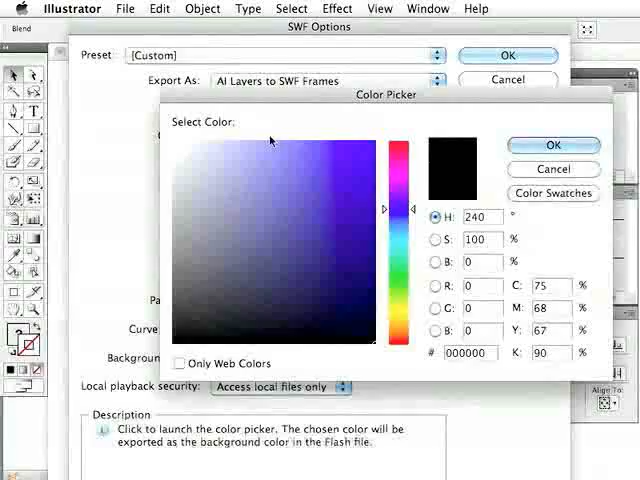 Illustrator File Edit Object Type Select Effect View Window Help
Blend
SWF Options
Preset: [Custom] OK
Export As: AI Layers to SWF Frames Cancel
Color Picker
Select Color:
OK
Cancel
Color Swatches
H: 240 °
S: 100 %
B: 0 %
R: 0 C: 75 %
G: 0 M: 68 %
B: 0 Y: 67 %
# 000000 K: 90 %
Only Web Colors
Curve
Background
Local playback security: Access local files only
Align To:
Description
Click to launch the color picker. The chosen color will be
exported as the background color in the Flash file.